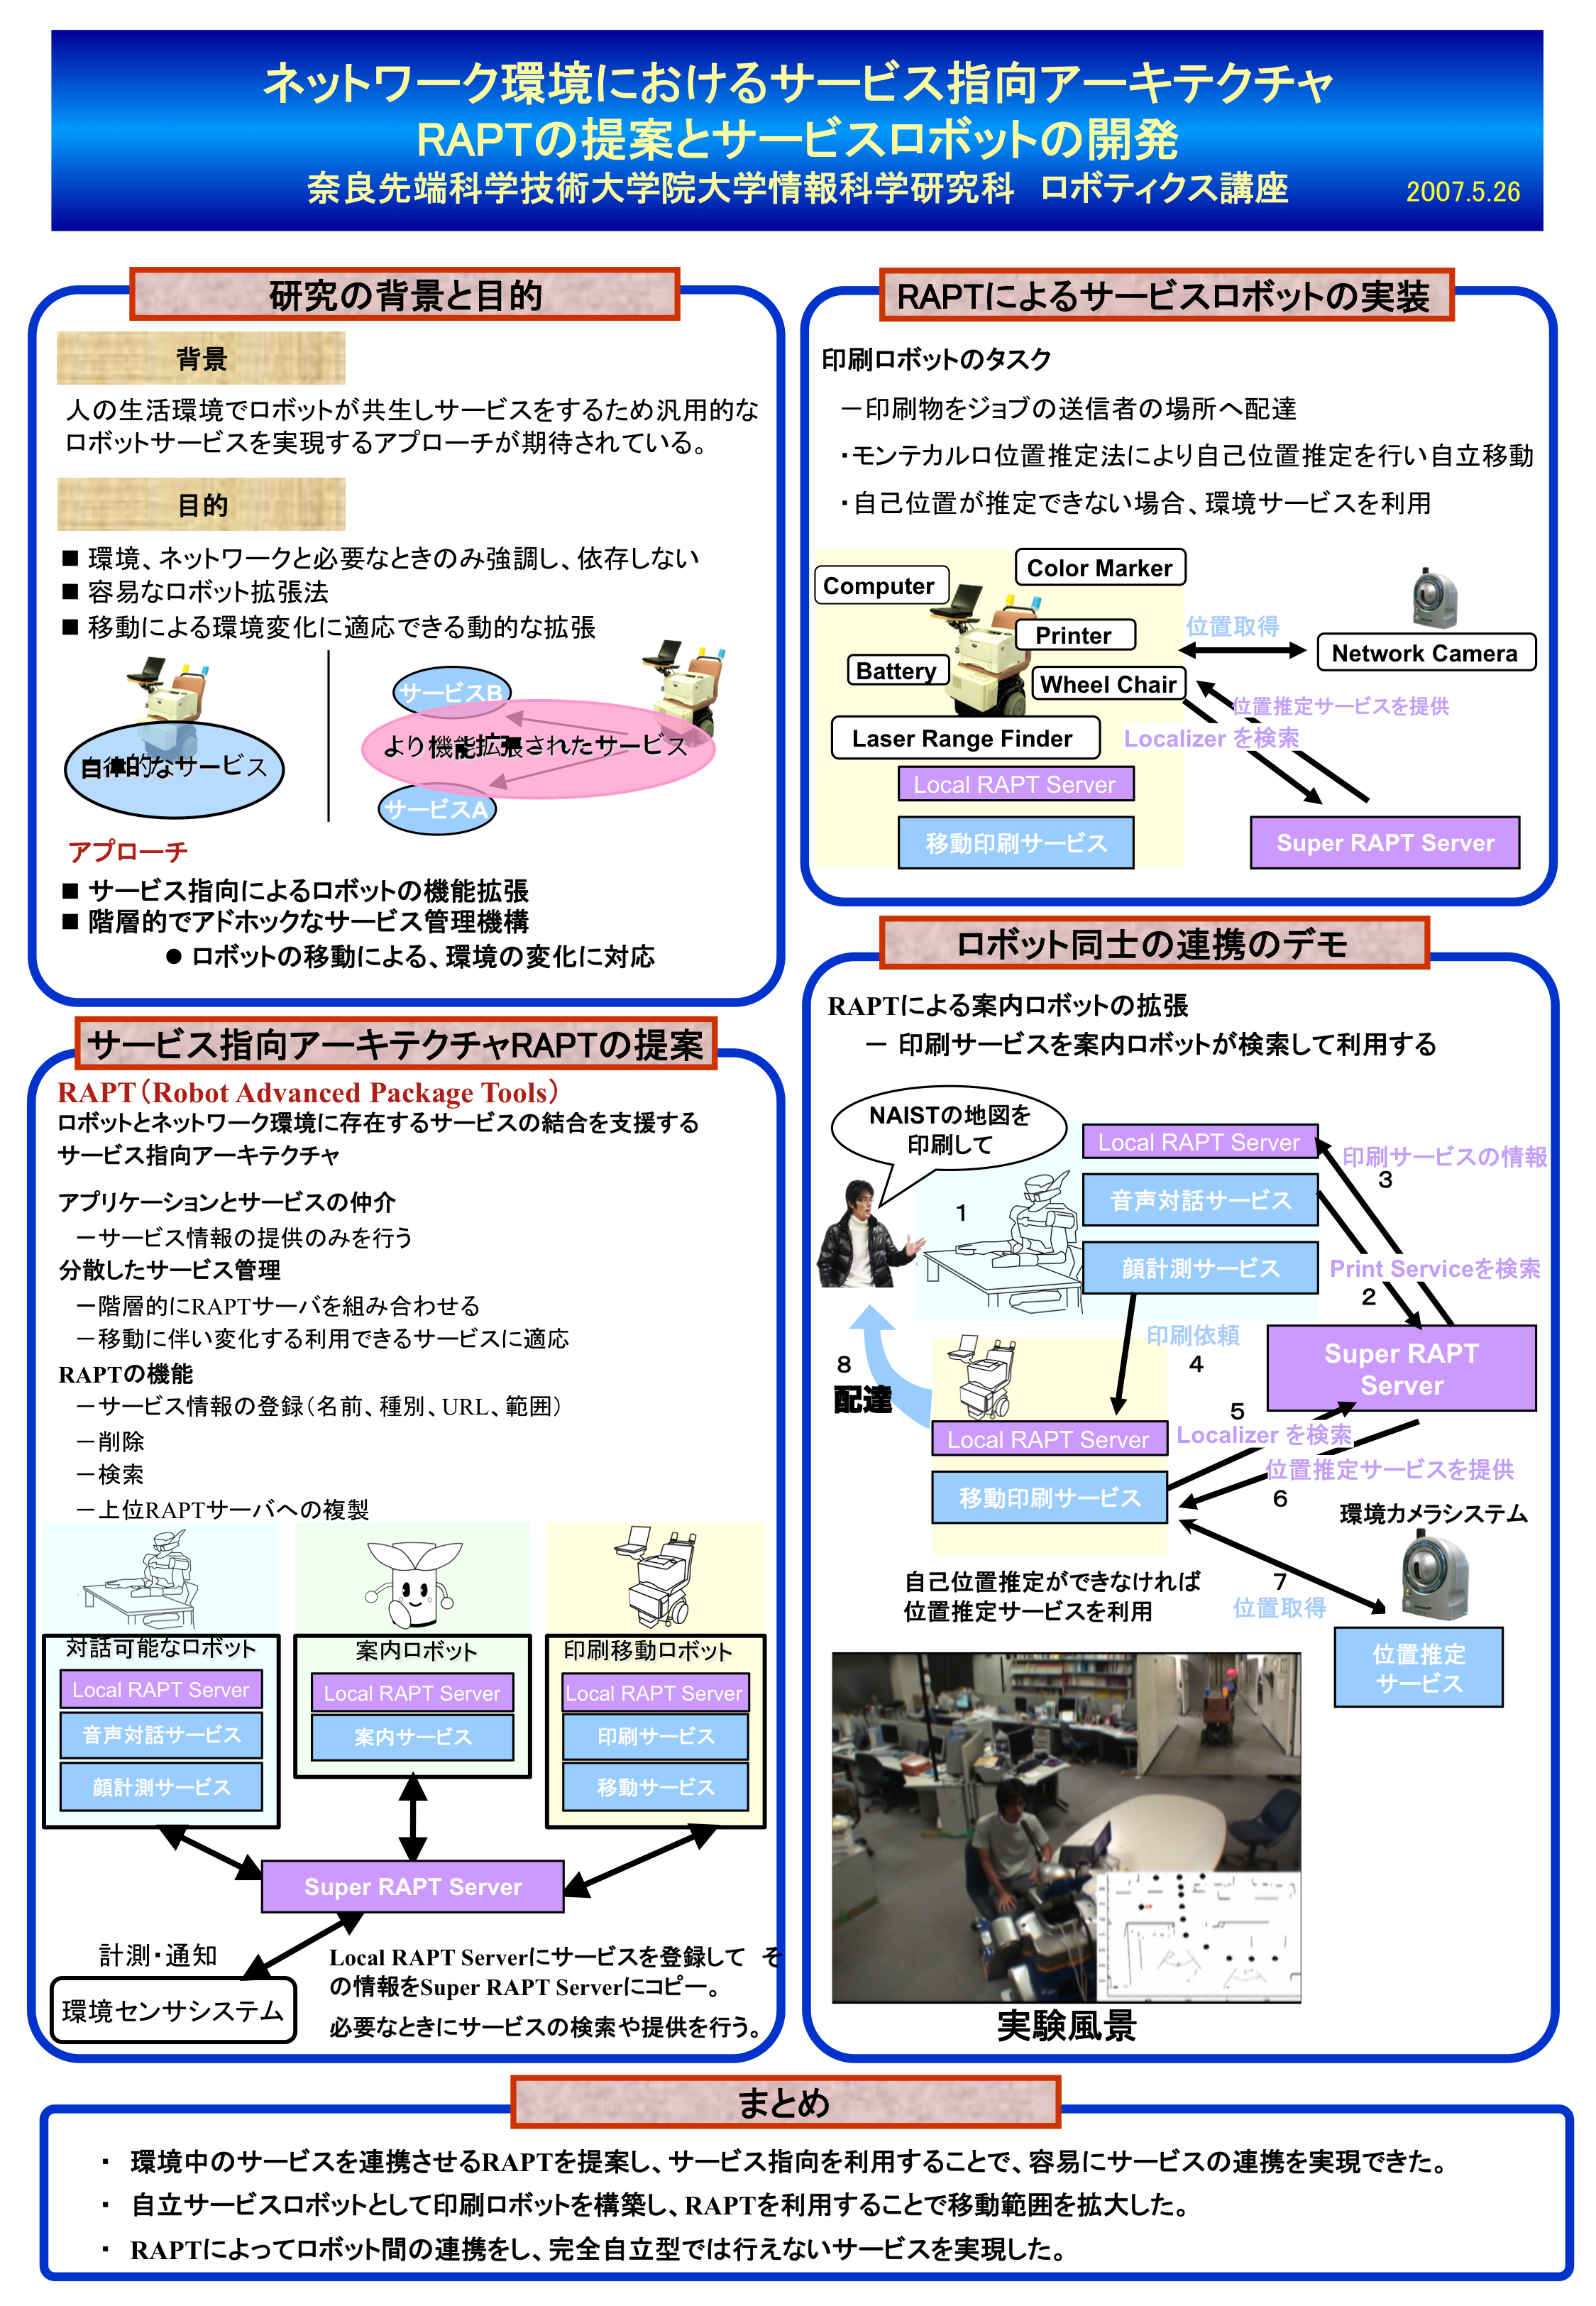 ネットワーク環境におけるサービス指向アーキテクチャ
RAPTの提案とサービスロボットの開発
奈良先端科学技術大学院大学情報科学研究科　ロボティクス講座
2007.5.26
研究の背景と目的
背景
人の生活環境でロボットが共生しサービスをするため汎用的な
ロボットサービスを実現するアプローチが期待されている。
目的
■ 環境、ネットワークと必要なときのみ強調し、依存しない
■ 容易なロボット拡張法
■ 移動による環境変化に適応できる動的な拡張
自律的なサービス
サービスB
より機能拡張されたサービス
サービスA
アプローチ
■ サービス指向によるロボットの機能拡張
■ 階層的でアドホックなサービス管理機構
● ロボットの移動による、環境の変化に対応
サービス指向アーキテクチャRAPTの提案
RAPT（Robot Advanced Package Tools）
ロボットとネットワーク環境に存在するサービスの結合を支援する
サービス指向アーキテクチャ
アプリケーションとサービスの仲介
－サービス情報の提供のみを行う
分散したサービス管理
－階層的にRAPTサーバを組み合わせる
－移動に伴い変化する利用できるサービスに適応
RAPTの機能
－サービス情報の登録（名前、種別、URL、範囲）
－削除
－検索
－上位RAPTサーバへの複製
対話可能なロボット
Local RAPT Server
音声対話サービス
顔計測サービス
案内ロボット
Local RAPT Server
案内サービス
印刷移動ロボット
Local RAPT Server
印刷サービス
移動サービス
Super RAPT Server
計測・通知
環境センサシステム
Local RAPT Serverにサービスを登録して　そ
の情報をSuper RAPT Serverにコピー。
必要なときにサービスの検索や提供を行う。
RAPTによるサービスロボットの実装
印刷ロボットのタスク
－印刷物をジョブの送信者の場所へ配達
・モンテカルロ位置推定法により自己位置推定を行い自立移動
・自己位置が推定できない場合、環境サービスを利用
Computer
Color Marker
Printer
Battery
Wheel Chair
Laser Range Finder
Local RAPT Server
移動印刷サービス
位置取得
Network Camera
位置推定サービスを提供
Localizer を検索
Super RAPT Server
ロボット同士の連携のデモ
RAPTによる案内ロボットの拡張
－ 印刷サービスを案内ロボットが検索して利用する
NAISTの地図を
印刷して
1
Local RAPT Server
音声対話サービス
顔計測サービス
印刷サービスの情報
3
Print Serviceを検索
2
Super RAPT
Server
印刷依頼
4
8
配達
Local RAPT Server
移動印刷サービス
5
Localizer を検索
位置推定サービスを提供
6
環境カメラシステム
自己位置推定ができなければ
位置推定サービスを利用
7
位置取得
位置推定
サービス
実験風景
まとめ
・ 環境中のサービスを連携させるRAPTを提案し、サービス指向を利用することで、容易にサービスの連携を実現できた。
・ 自立サービスロボットとして印刷ロボットを構築し、RAPTを利用することで移動範囲を拡大した。
・ RAPTによってロボット間の連携をし、完全自立型では行えないサービスを実現した。